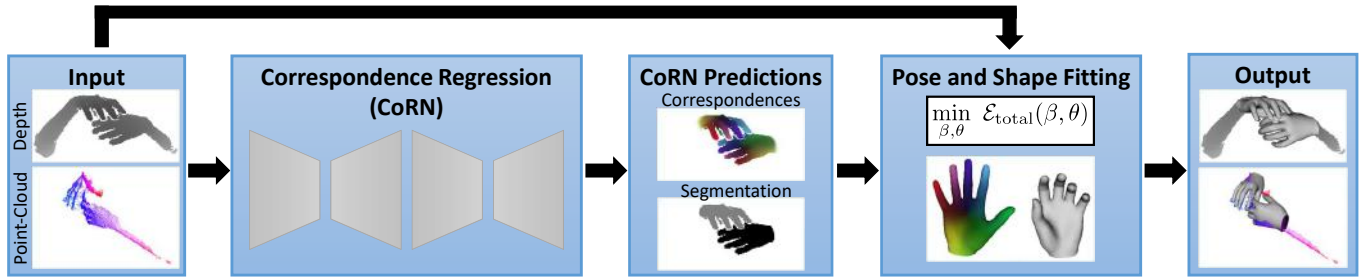 Input
Depth
Point-Cloud
Correspondence Regression
(CoRN)
CoRN Predictions
Correspondences
Segmentation
Pose and Shape Fitting
min ℰtotal(β, θ)
β,θ
Output